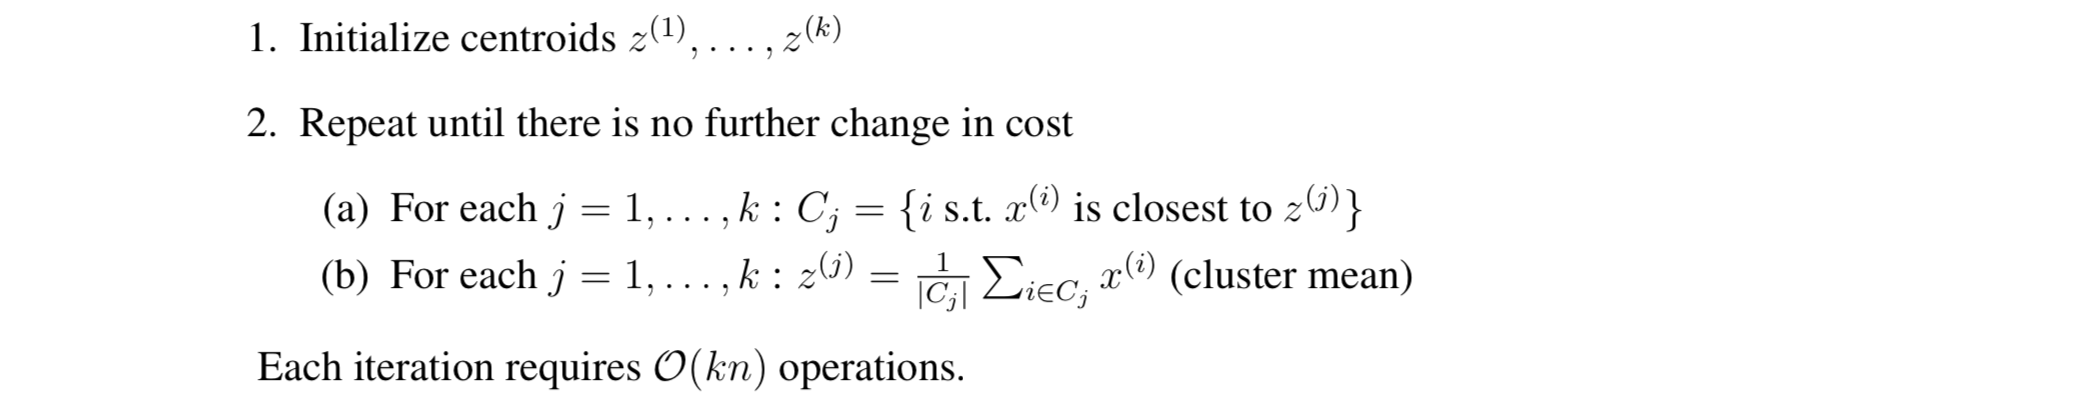 1. Initialize centroids $z^{(1)}, \ldots, z^{(k)}$
2. Repeat until there is no further change in cost
(a) For each $j = 1, \ldots, k : C_j = \{i \text{ s.t. } x^{(i)} \text{ is closest to } z^{(j)}\}$
(b) For each $j = 1, \ldots, k : z^{(j)} = \frac{1}{|C_j|} \sum_{i \in C_j} x^{(i)}$ (cluster mean)
Each iteration requires $\mathcal{O}(kn)$ operations.